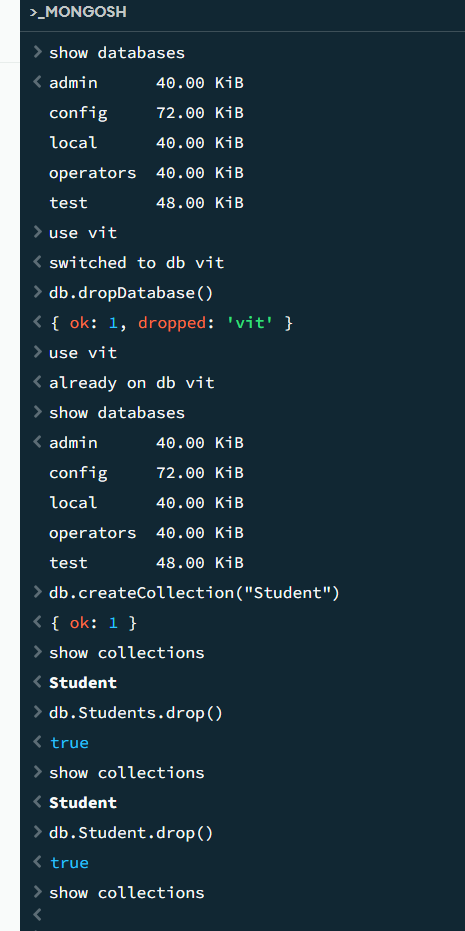 >_MONGOSH
> show databases
< admin       40.00 KiB
config      72.00 KiB
local       40.00 KiB
operators   40.00 KiB
test        48.00 KiB
> use vit
< switched to db vit
> db.dropDatabase()
< { ok: 1, dropped: 'vit' }
> use vit
< already on db vit
> show databases
< admin       40.00 KiB
config      72.00 KiB
local       40.00 KiB
operators   40.00 KiB
test        48.00 KiB
> db.createCollection("Student")
< { ok: 1 }
> show collections
< Student
> db.Students.drop()
< true
> show collections
< Student
> db.Student.drop()
< true
> show collections
<